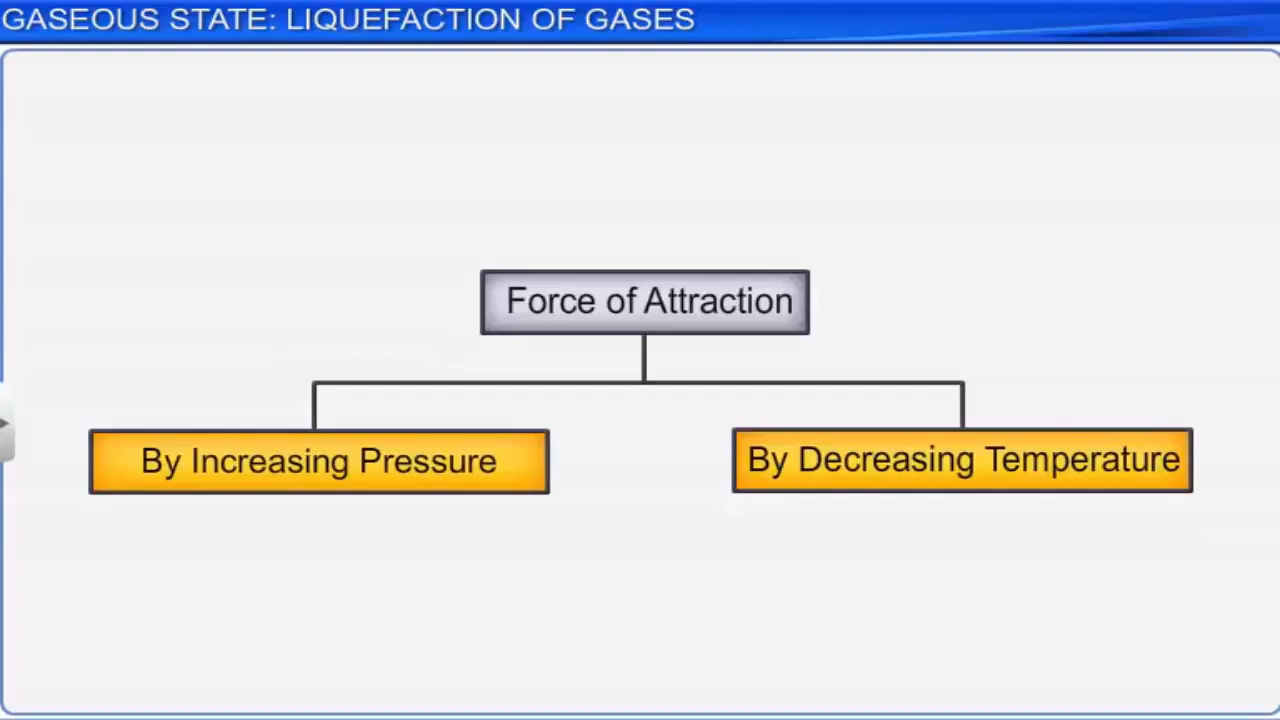 GASEOUS STATE: LIQUEFACTION OF GASES
Force of Attraction
By Increasing Pressure
By Decreasing Temperature